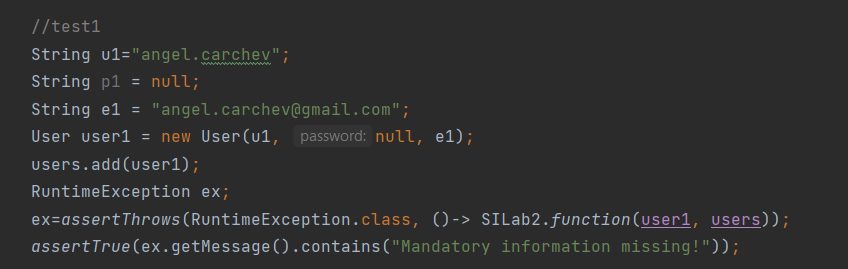 //test1
String u1="angel.carchev";
String p1 = null;
String e1 = "angel.carchev@gmail.com";
User user1 = new User(u1, password: null, e1);
users.add(user1);
RuntimeException ex;
ex=assertThrows(RuntimeException.class, ()-> SILab2.function(user1, users));
assertTrue(ex.getMessage().contains("Mandatory information missing!"));